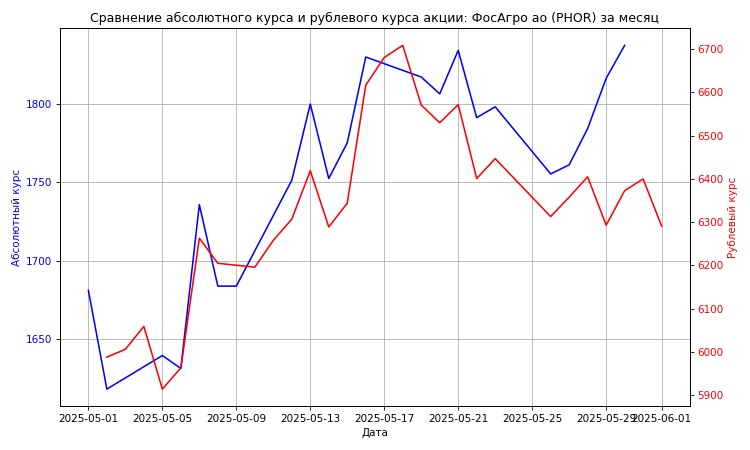 Сравнение абсолютного курса и рублевого курса акции: ФосАгро ао (PHOR) за месяц
Абсолютный курс
1800
1750
1700
1650
6700
6600
6500
6400
6300
6200
6100
6000
5900
Рублевый курс
2025-05-01 2025-05-05 2025-05-09 2025-05-13 2025-05-17 2025-05-21 2025-05-25 2025-05-29 2025-06-01
Дата